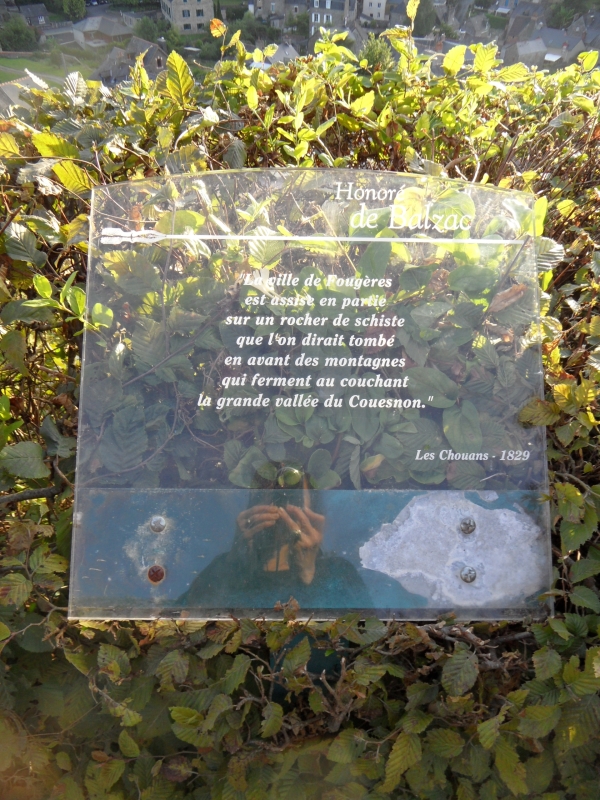 Honoré
de Balzac
"La ville de Fougères
est assise en partie
sur un rocher de schiste
que l'on dirait tombé
en avant des montagnes
qui ferment au couchant
la grande vallée du Couesnon."
Les Chouans - 1829